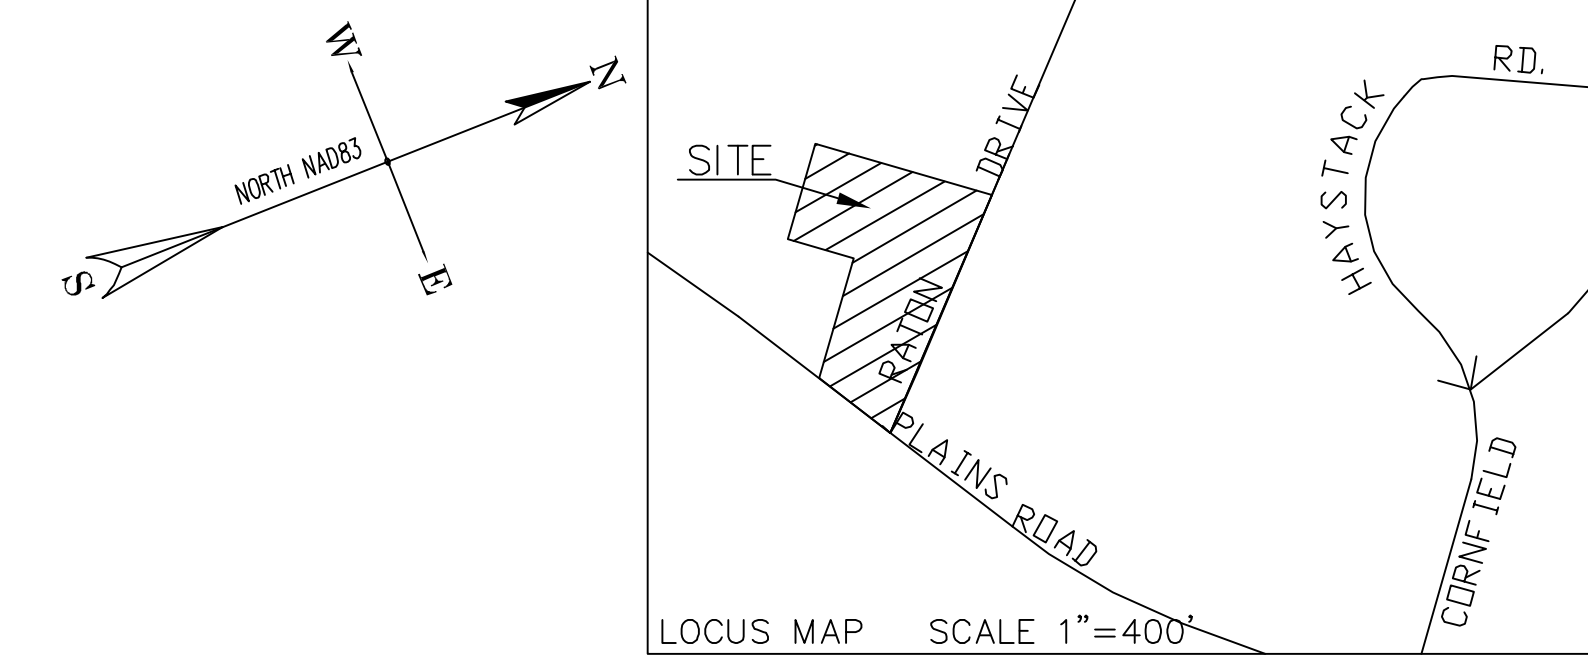 W
N
NORTH NAD83
S
E
SITE
PATON DRIVE
PLAINS ROAD
HAYSTACK RD.
CORNFIELD
LOCUS MAP SCALE 1"=400'